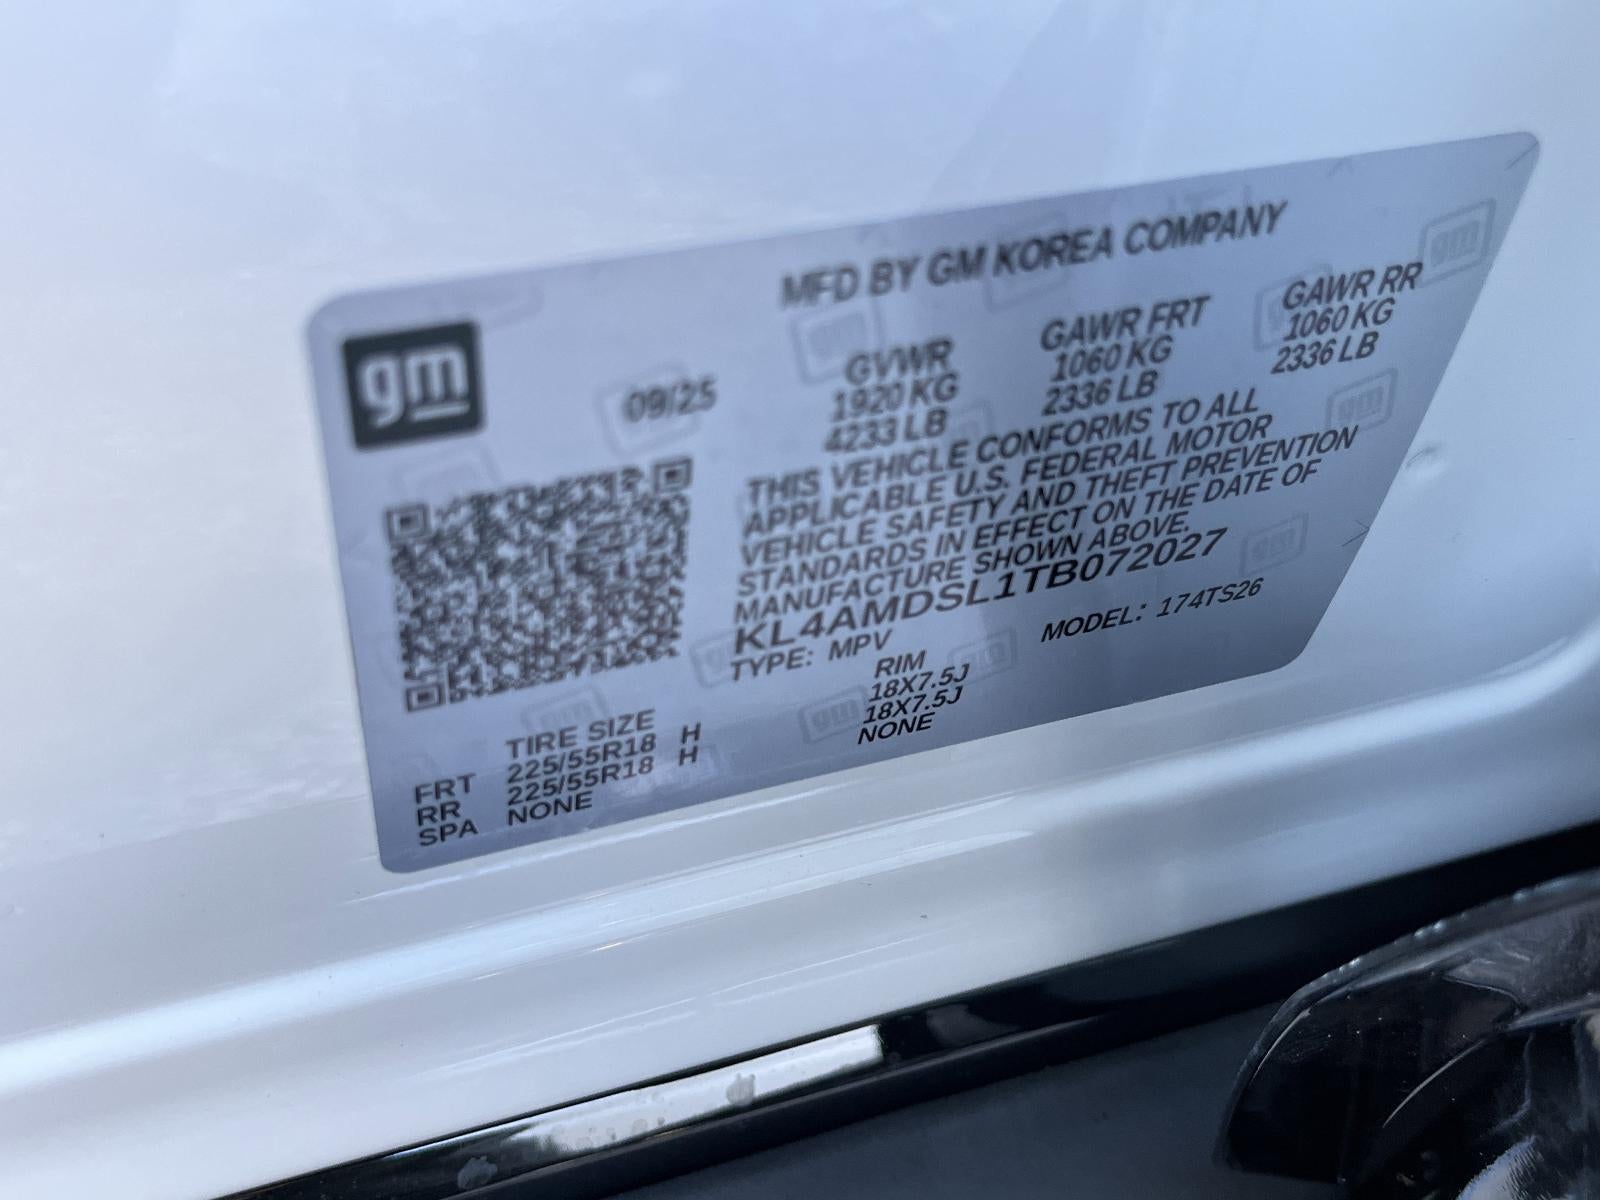 MFD BY GM KOREA COMPANY
gm
09/25
GVWR GAWR FRT GAWR RR
1920 KG 1060 KG 1060 KG
4233 LB 2336 LB 2336 LB
THIS VEHICLE CONFORMS TO ALL
APPLICABLE U.S. FEDERAL MOTOR
VEHICLE SAFETY AND THEFT PREVENTION
STANDARDS IN EFFECT ON THE DATE OF
MANUFACTURE SHOWN ABOVE.
KL4AMDSL1TB072027
TYPE: MPV MODEL: 174TS26
TIRE SIZE RIM
FRT 225/55R18 H 18X7.5J
RR 225/55R18 H 18X7.5J
SPA NONE NONE